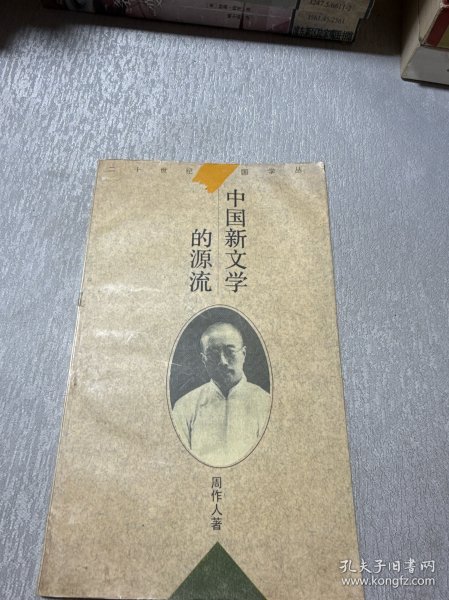 二十世纪国学丛
中国新文学
的源流
周作人著
孔夫子旧书网
www.kongfz.com